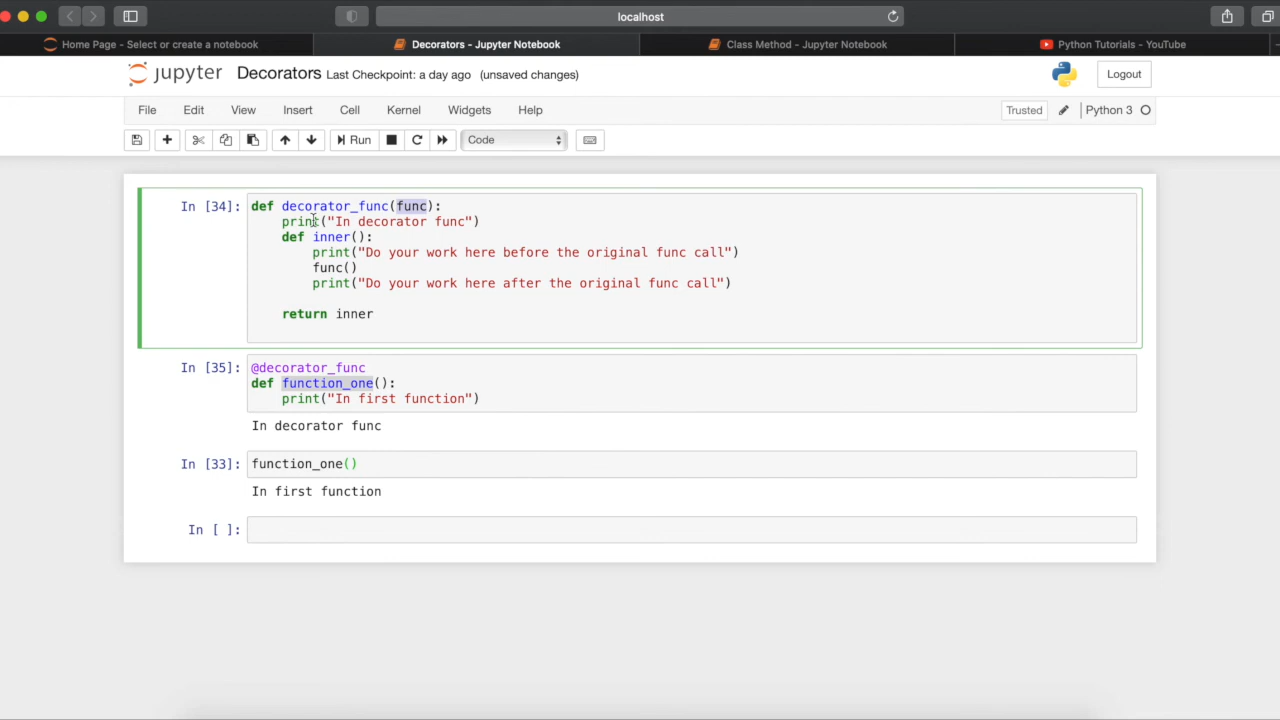 localhost
Home Page - Select or create a notebook
Decorators - Jupyter Notebook
Class Method - Jupyter Notebook
Python Tutorials - YouTube
jupyter Decorators Last Checkpoint: a day ago (unsaved changes)
Logout
File Edit View Insert Cell Kernel Widgets Help
Trusted Python 3
Run Code
In [34]: def decorator_func(func):
    print("In decorator func")
    def inner():
        print("Do your work here before the original func call")
        func()
        print("Do your work here after the original func call")
    return inner
In [35]: @decorator_func
def function_one():
    print("In first function")
In decorator func
In [33]: function_one()
In first function
In [ ]: